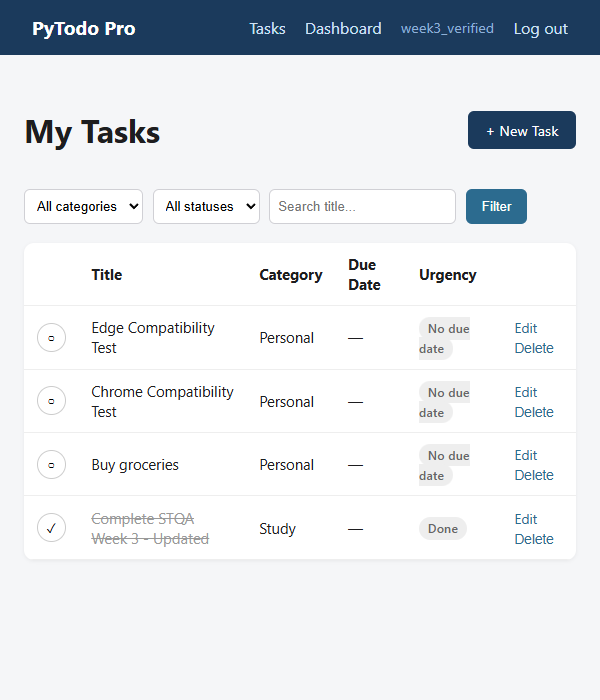 PyTodo Pro Tasks Dashboard week3_verified Log out
My Tasks + New Task
All categories All statuses Search title... Filter
Title Category Due Date Urgency
Edge Compatibility Test Personal — No due date Edit Delete
Chrome Compatibility Test Personal — No due date Edit Delete
Buy groceries Personal — No due date Edit Delete
✓ Complete STQA Week 3 - Updated Study — Done Edit Delete